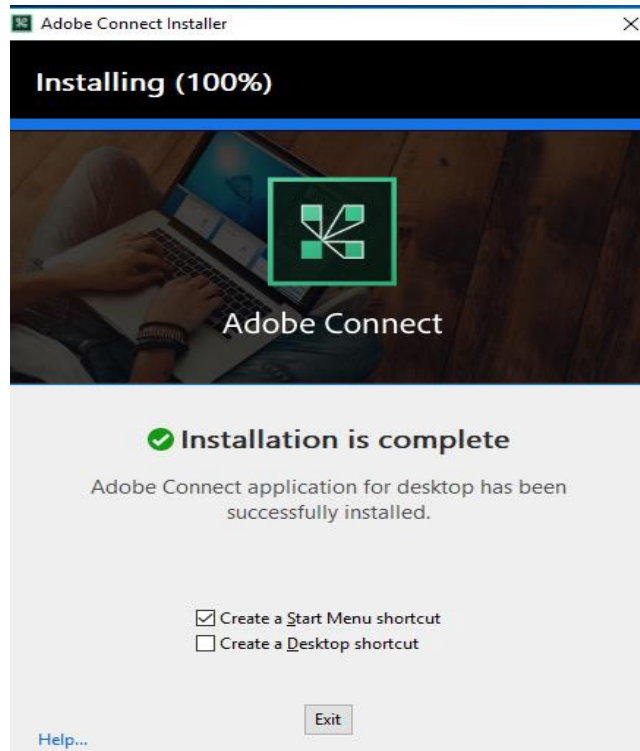 Adobe Connect Installer
Installing (100%)
Adobe Connect
Installation is complete
Adobe Connect application for desktop has been
successfully installed.
Create a Start Menu shortcut
Create a Desktop shortcut
Exit
Help...